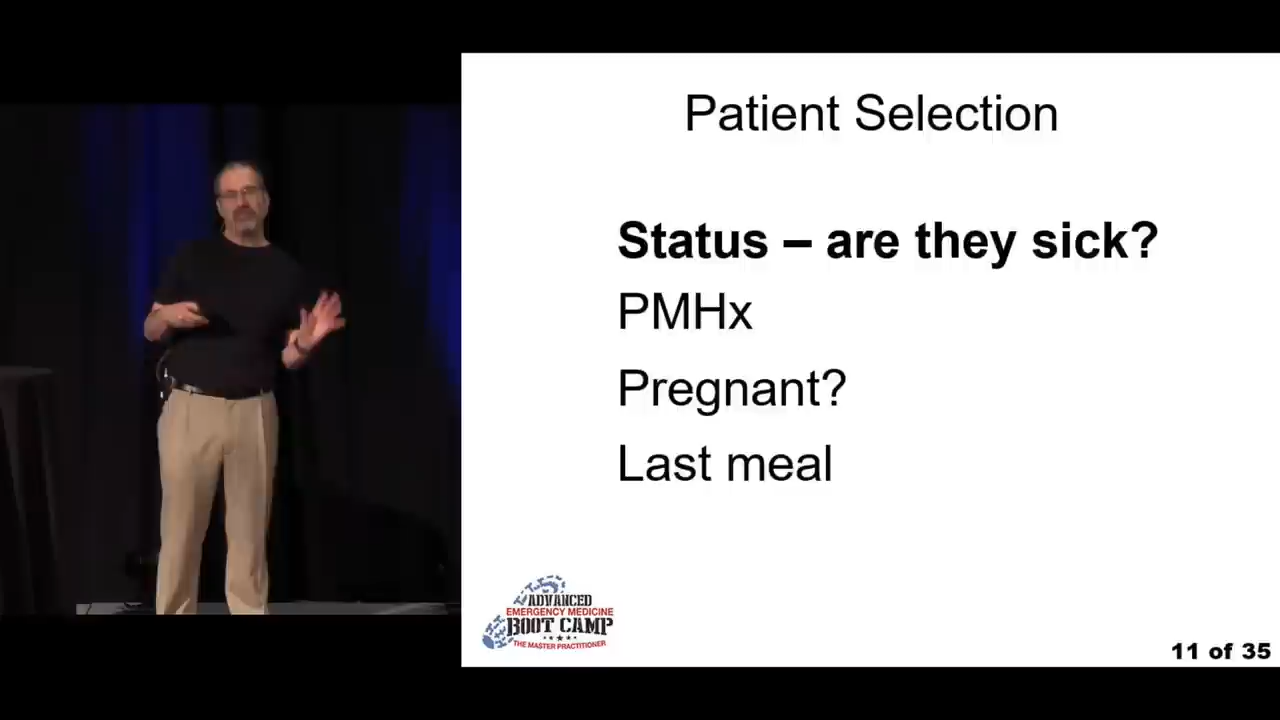 Patient Selection
Status – are they sick?
PMHx
Pregnant?
Last meal
ADVANCED
EMERGENCY MEDICINE
BOOT CAMP
THE MASTER PRACTITIONER
11 of 35